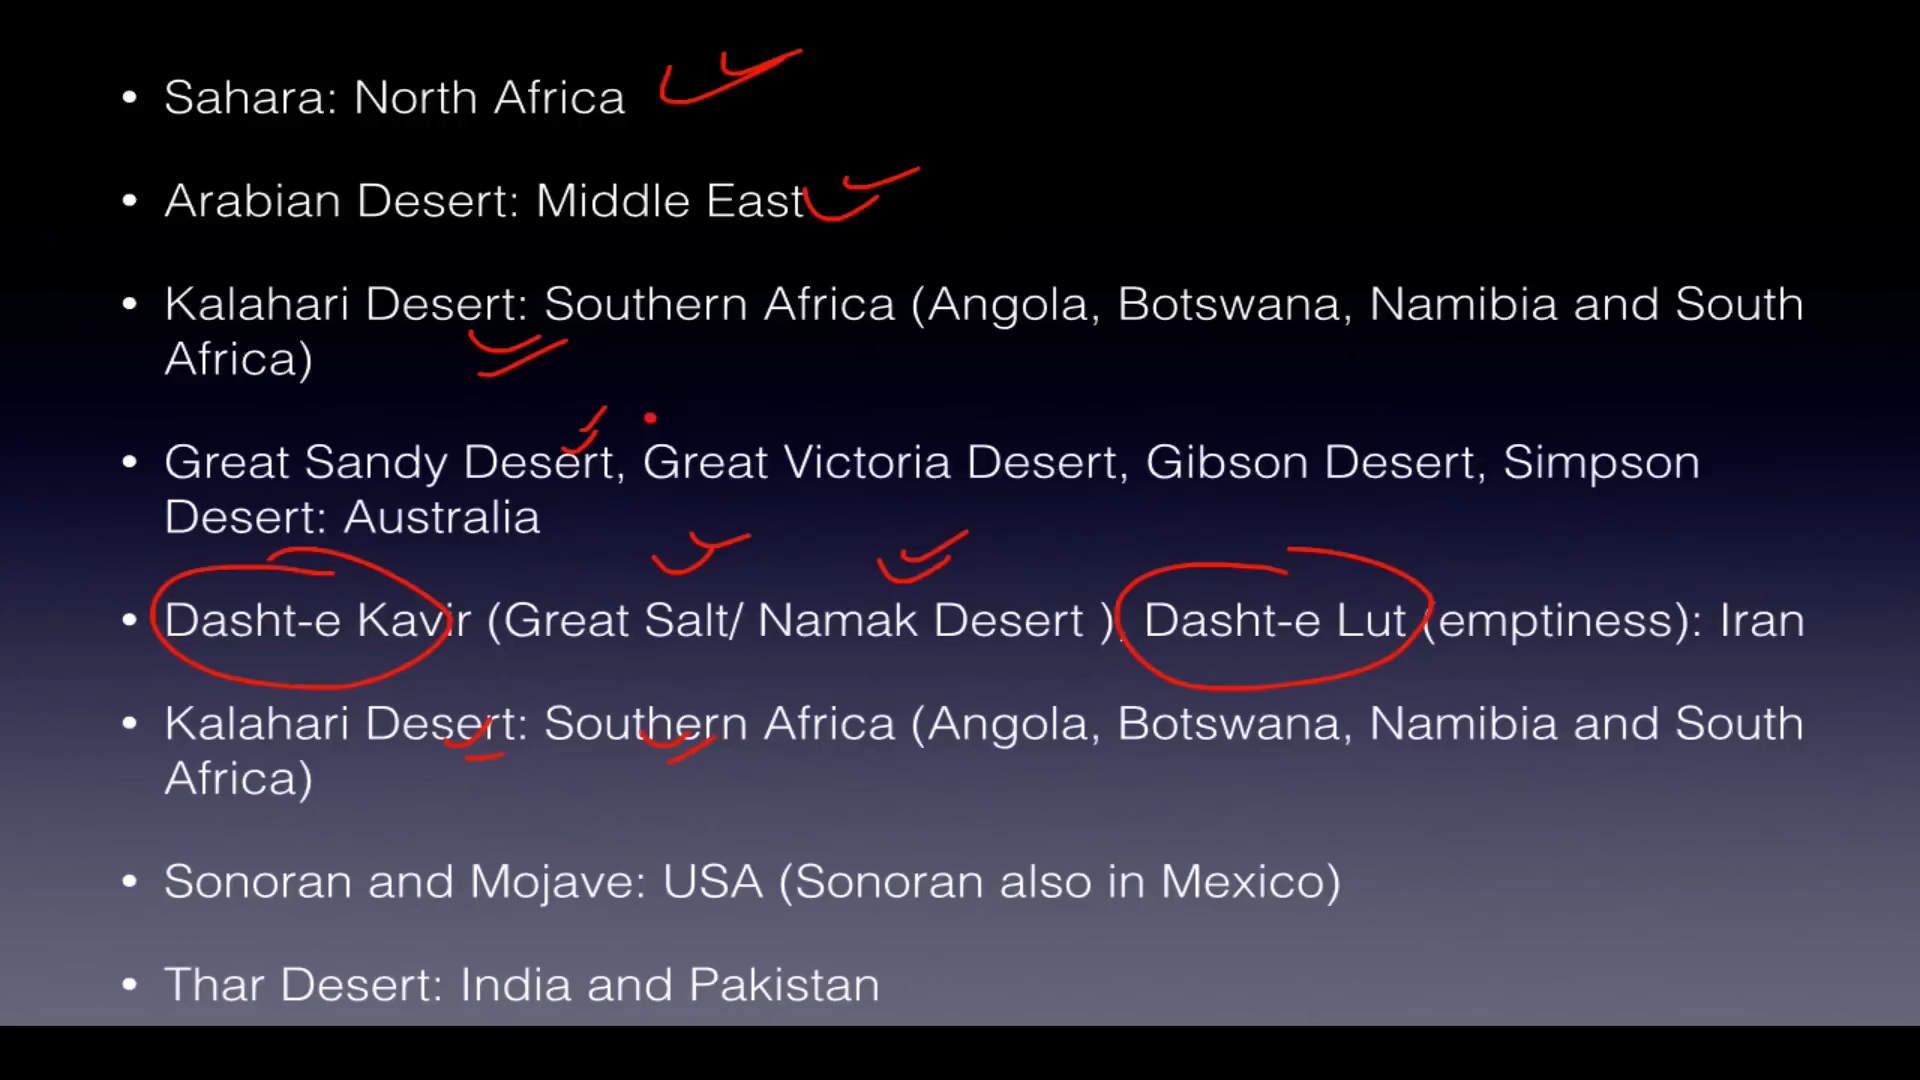 • Sahara: North Africa
• Arabian Desert: Middle East
• Kalahari Desert: Southern Africa (Angola, Botswana, Namibia and South
Africa)
• Great Sandy Desert, Great Victoria Desert, Gibson Desert, Simpson
Desert: Australia
• Dasht-e Kavir (Great Salt/ Namak Desert ), Dasht-e Lut (emptiness): Iran
• Kalahari Desert: Southern Africa (Angola, Botswana, Namibia and South
Africa)
• Sonoran and Mojave: USA (Sonoran also in Mexico)
• Thar Desert: India and Pakistan